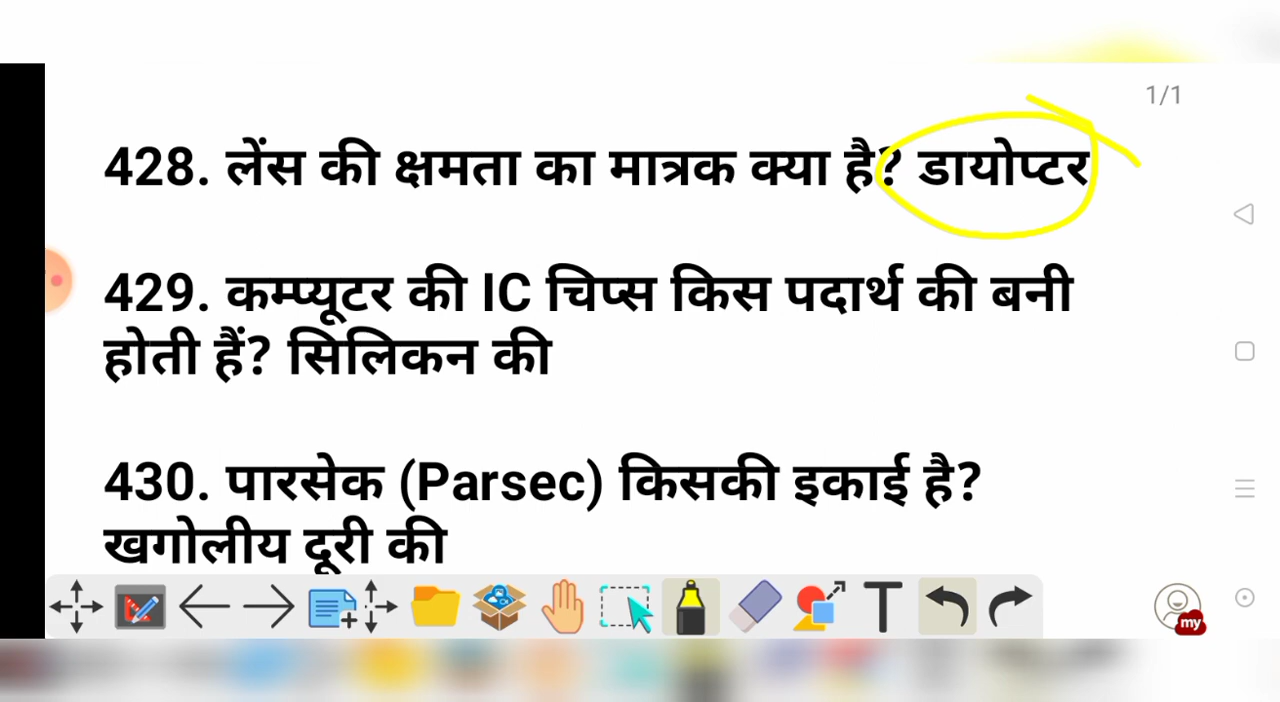 1/1
428. लेंस की क्षमता का मात्रक क्या है? डायोप्टर
429. कम्प्यूटर की IC चिप्स किस पदार्थ की बनी
होती हैं? सिलिकन की
430. पारसेक (Parsec) किसकी इकाई है?
खगोलीय दूरी की
T
my